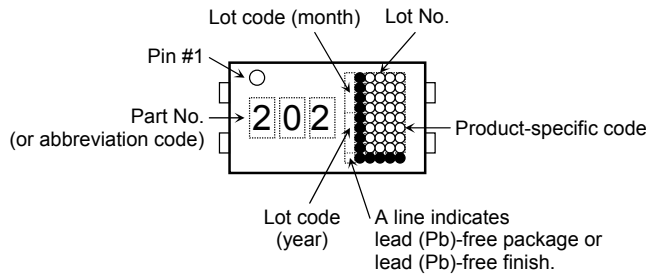 Lot code (month)
Lot No.
Pin #1
Part No.
(or abbreviation code)
202
Product-specific code
Lot code
(year)
A line indicates
lead (Pb)-free package or
lead (Pb)-free finish.